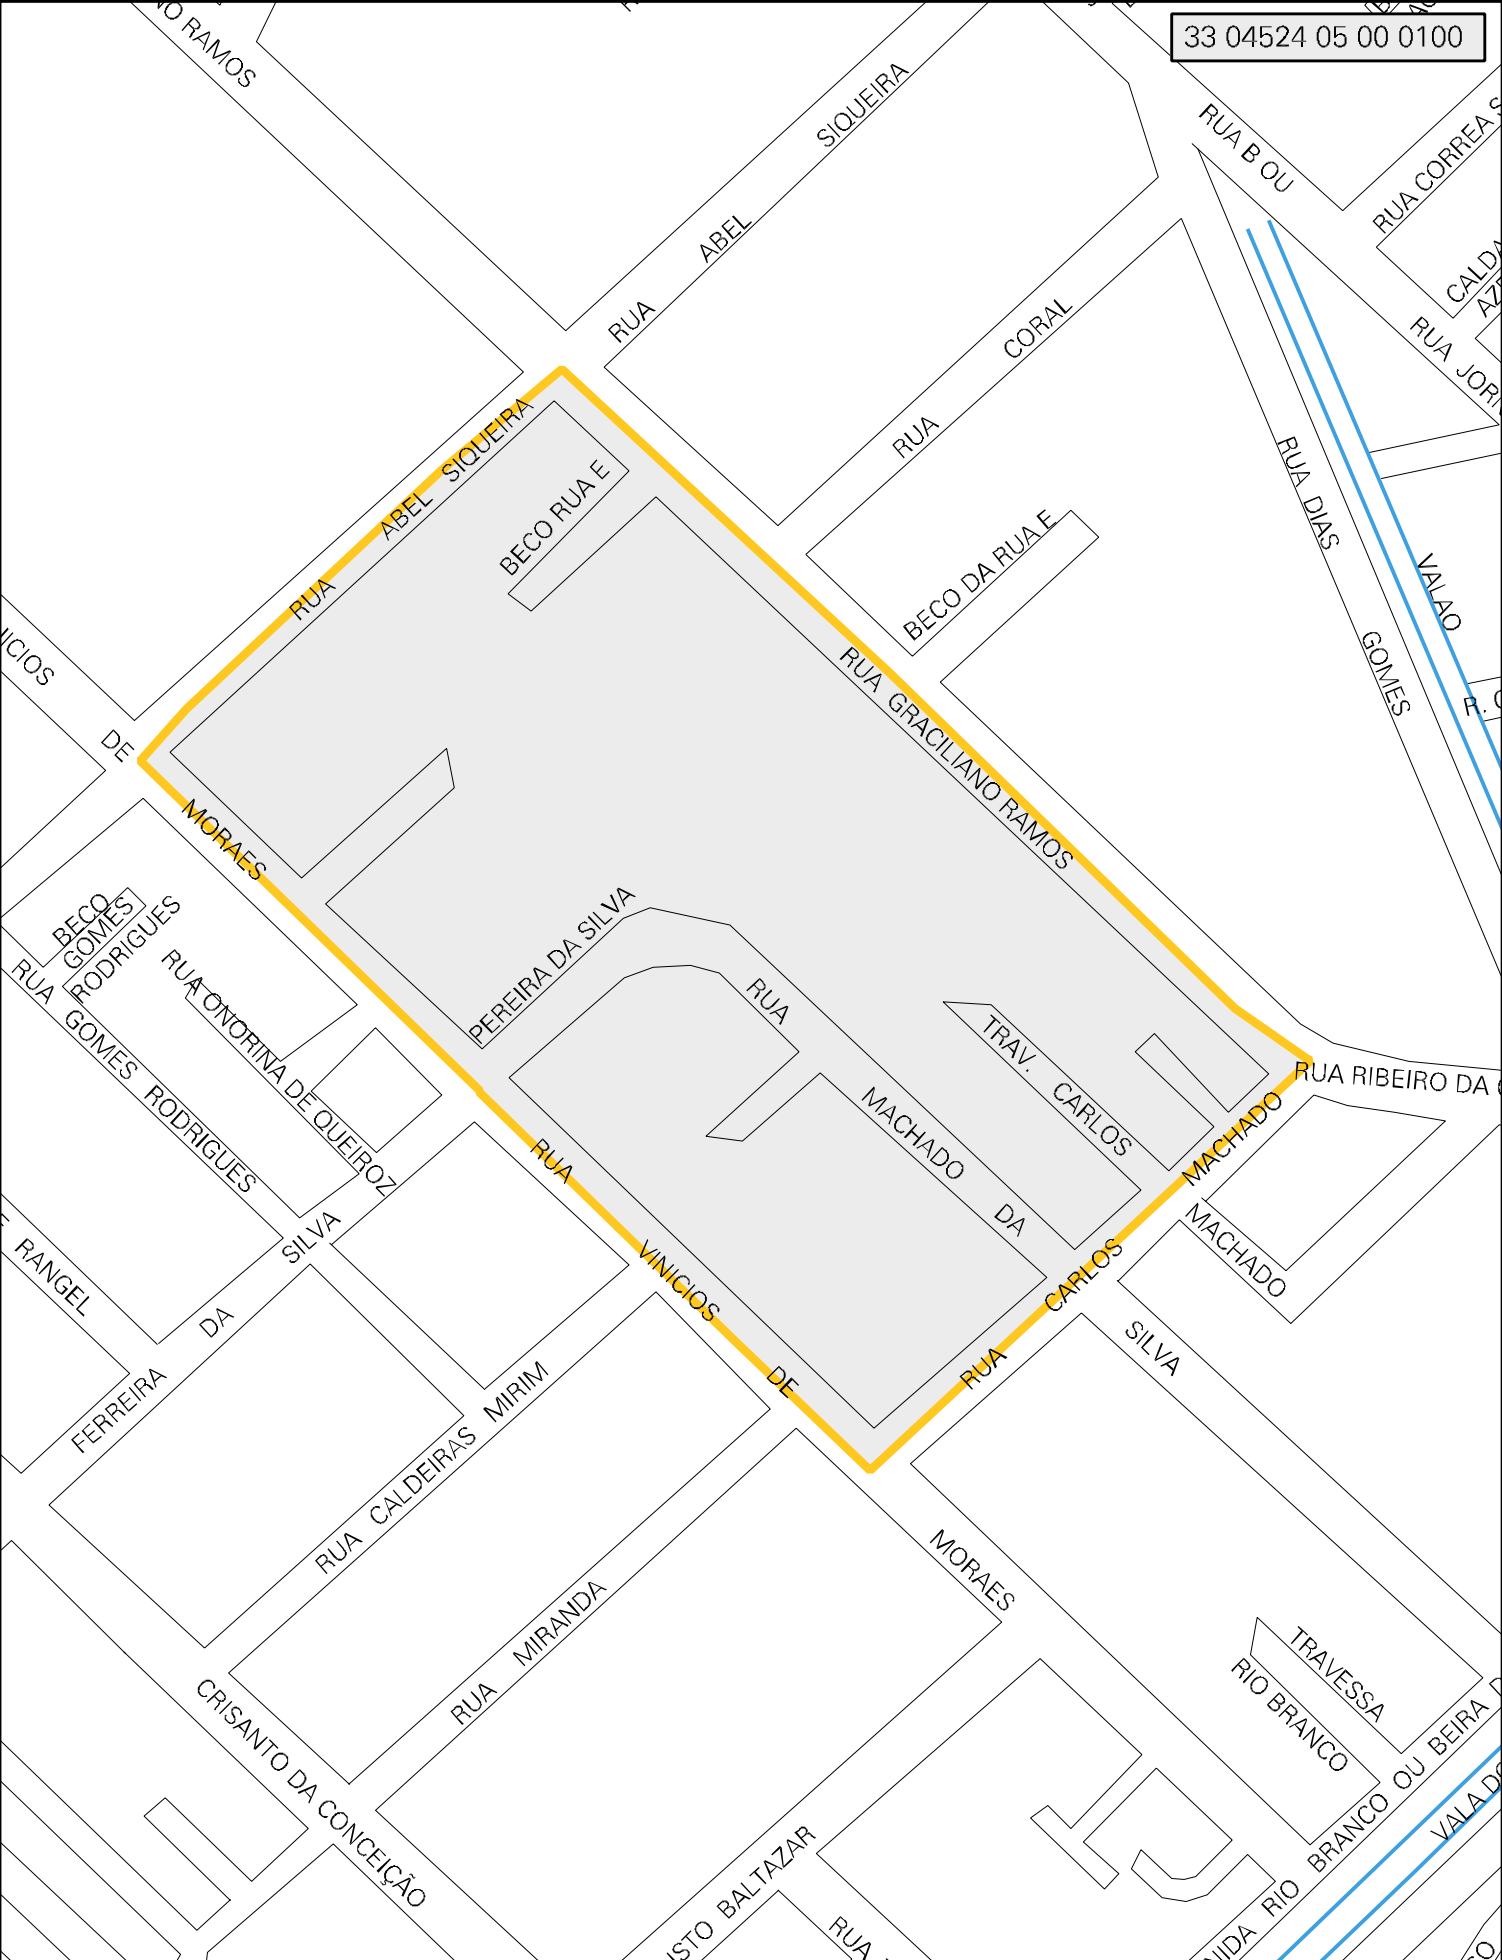 33 04524 05 00 0100
RAMOS
RUA ABEL SIQUEIRA
RUA B OU
RUA CORREA
RUA CORAL
RUA
RUA ABEL SIQUEIRA
BECO RUA E
BECO DA RUA E
RUA DIAS GOMES
VALAO
R.
DE MORAES
RUA GRACILIANO RAMOS
BECO
GOMES
RODRIGUES
RUA ONORINA DE QUEIROZ
RUA GOMES RODRIGUES
PEREIRA DA SILVA
RUA MACHADO DA SILVA
TRAV. CARLOS MACHADO
RUA CARLOS MACHADO
RUA RIBEIRO DA
RUA VINICIOS DE MORAES
RANGEL
FERREIRA DA SILVA
RUA CALDEIRAS MIRIM
RUA MIRANDA
CRISANTO DA CONCEIÇÃO
BALTAZAR
RUA
TRAVESSA
RIO BRANCO
RIO BRANCO OU BEIRA
VALA